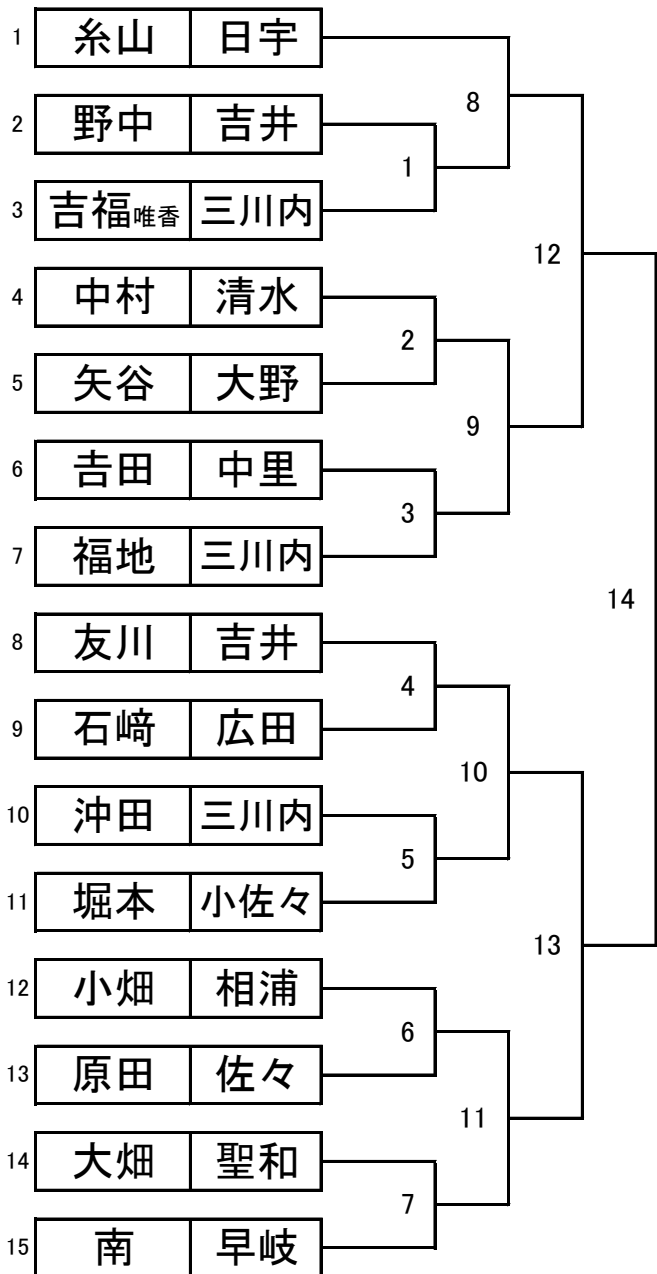 1 糸山 日宇
8
2 野中 吉井
1
3 吉福唯香 三川内
12
4 中村 清水
2
5 矢谷 大野
9
6 𠮷田 中里
3
7 福地 三川内
14
8 友川 吉井
4
9 石﨑 広田
10
10 沖田 三川内
5
11 堀本 小佐々
13
12 小畑 相浦
6
13 原田 佐々
11
14 大畑 聖和
7
15 南 早岐